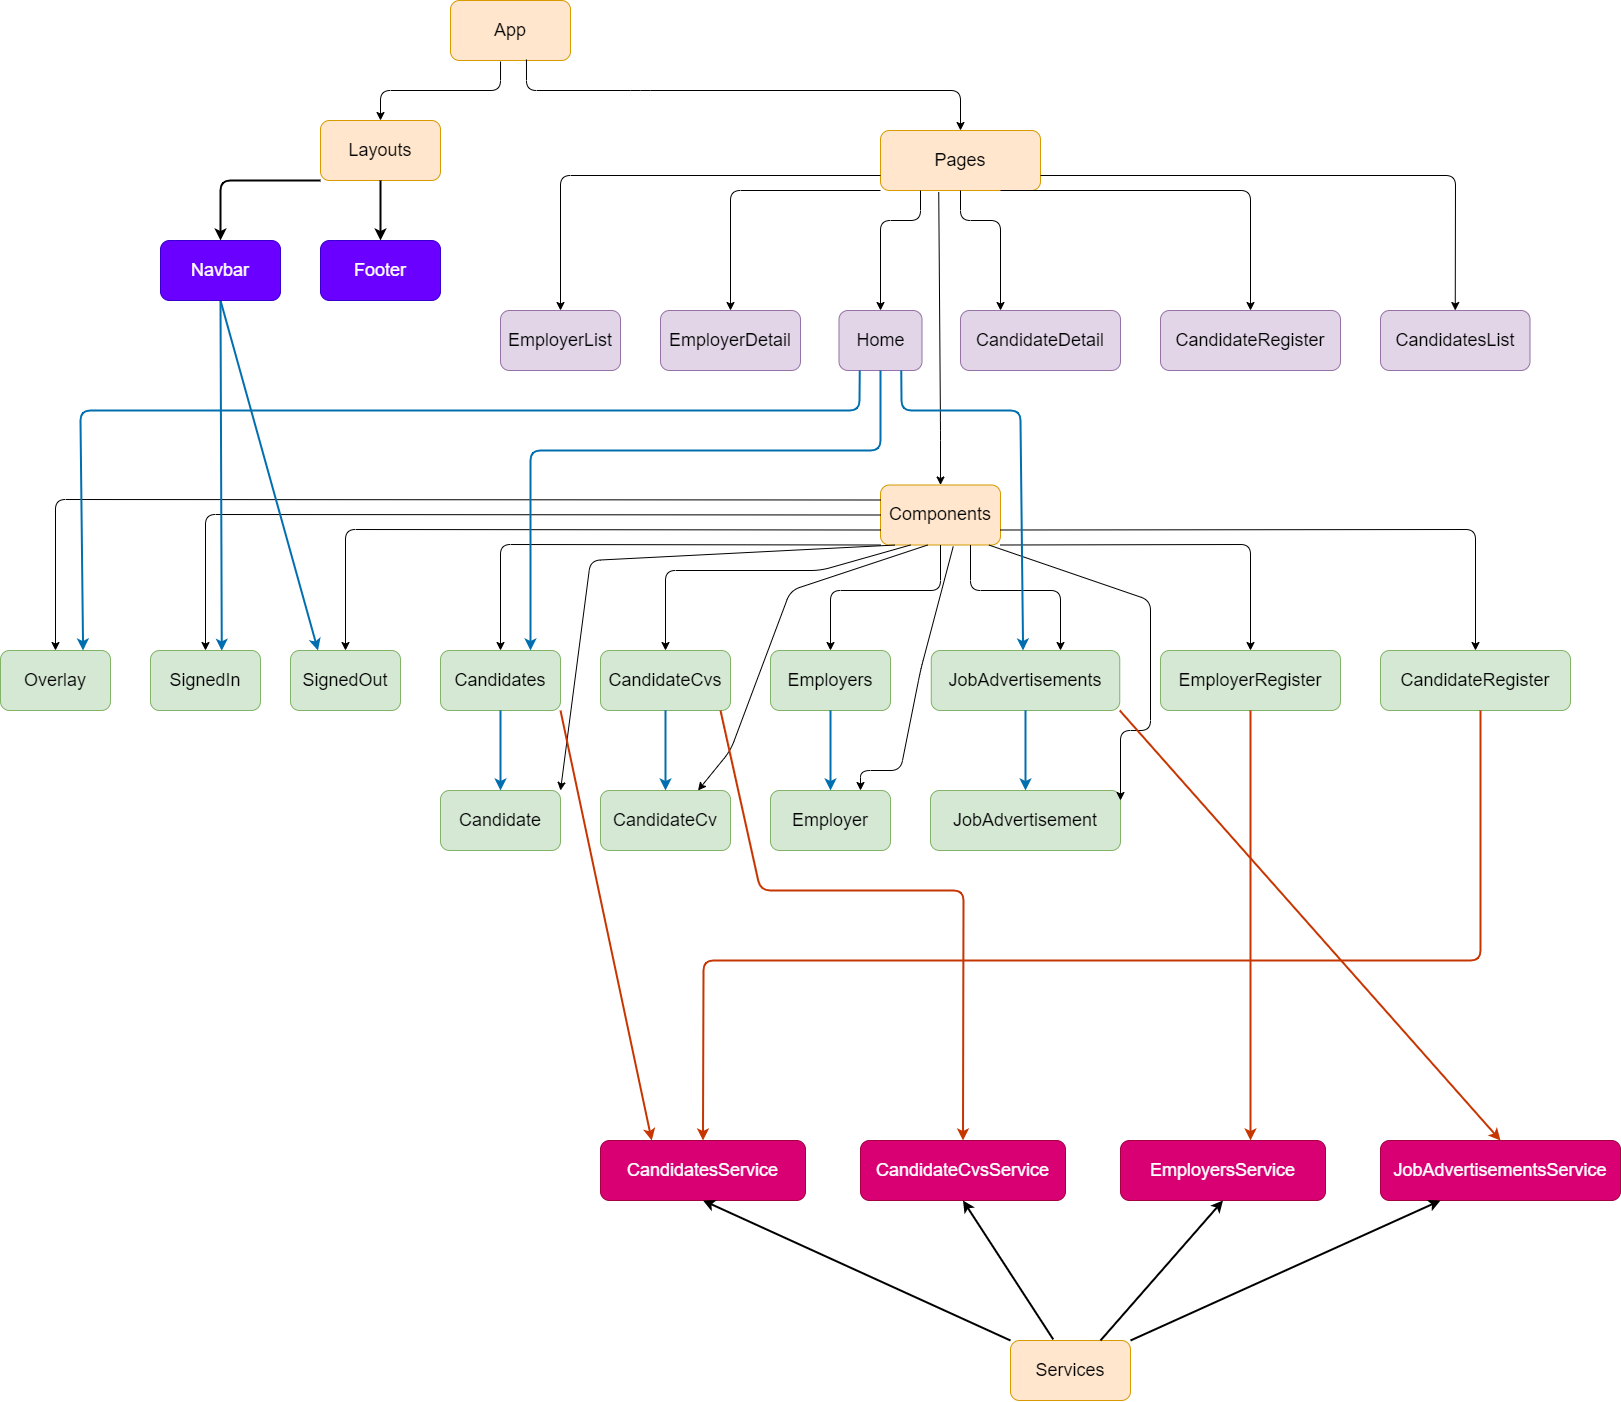 App
Layouts
Pages
Navbar
Footer
EmployerList
EmployerDetail
Home
CandidateDetail
CandidateRegister
CandidatesList
Components
Overlay
SignedIn
SignedOut
Candidates
CandidateCvs
Employers
JobAdvertisements
EmployerRegister
CandidateRegister
Candidate
CandidateCv
Employer
JobAdvertisement
CandidatesService
CandidateCvsService
EmployersService
JobAdvertisementsService
Services